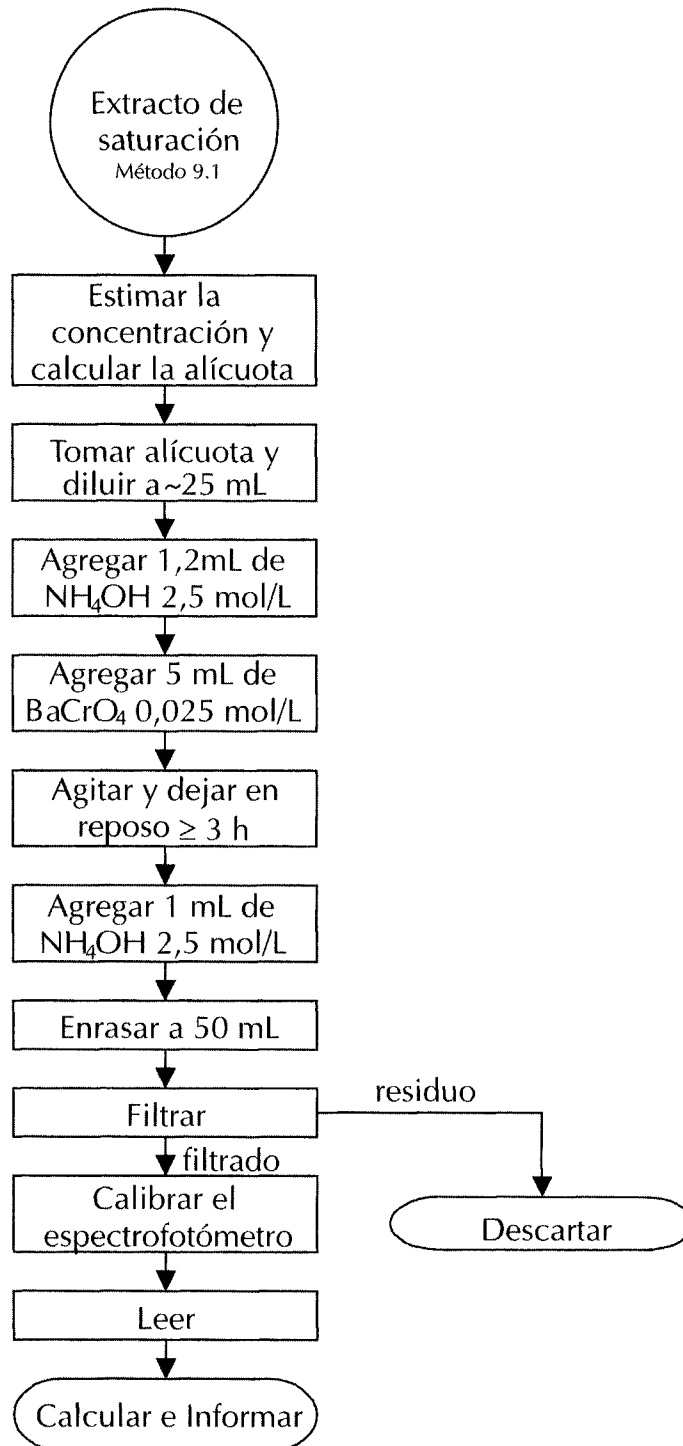 Extracto de
saturación
Método 9.1
Estimar la
concentración y
calcular la alícuota
Tomar alícuota y
diluir a~25 mL
Agregar 1,2mL de
NH₄OH 2,5 mol/L
Agregar 5 mL de
BaCrO₄ 0,025 mol/L
Agitar y dejar en
reposo ≥ 3 h
Agregar 1 mL de
NH₄OH 2,5 mol/L
Enrasar a 50 mL
Filtrar
residuo
filtrado
Descartar
Calibrar el
espectrofotómetro
Leer
Calcular e Informar